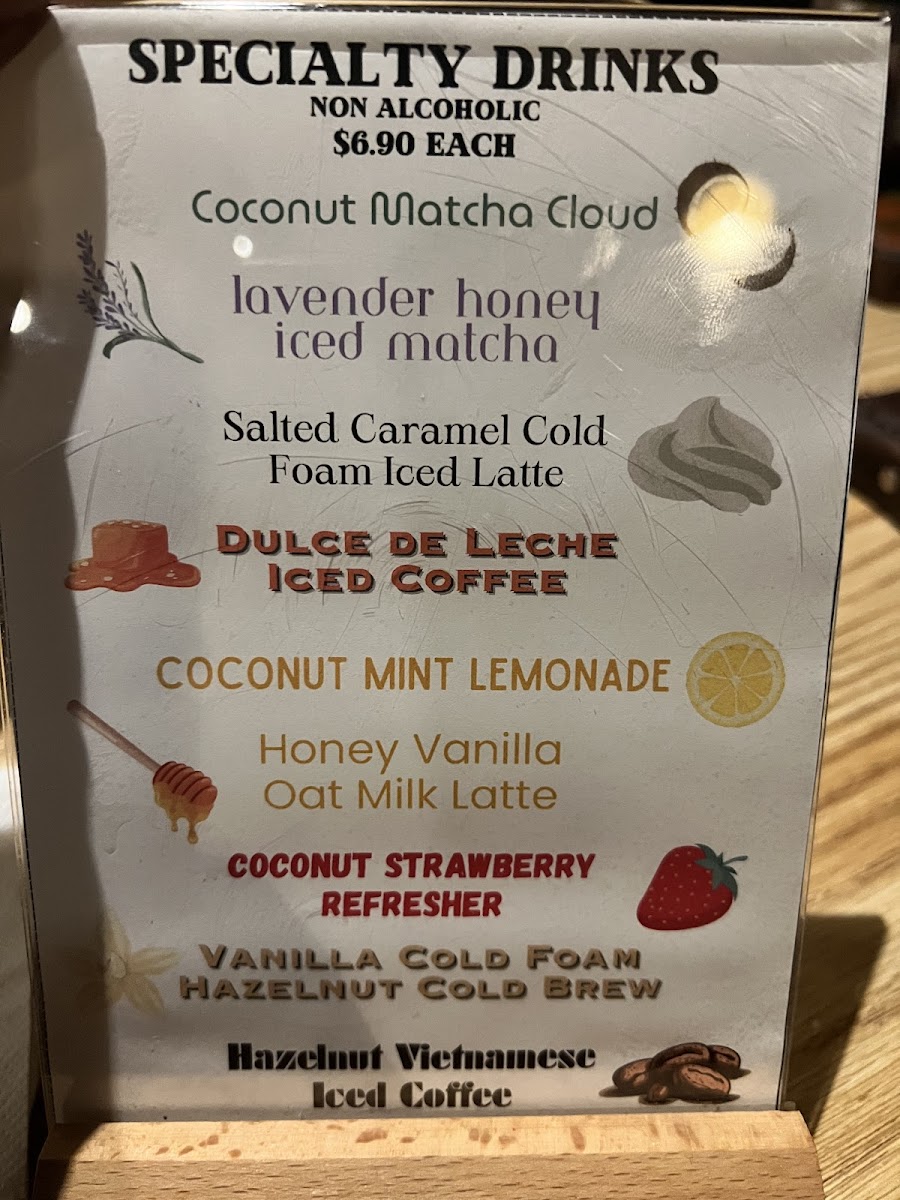 SPECIALTY DRINKS
NON ALCOHOLIC
$6.90 EACH
Coconut Matcha Cloud
lavender honey
iced matcha
Salted Caramel Cold
Foam Iced Latte
DULCE DE LECHE
ICED COFFEE
COCONUT MINT LEMONADE
Honey Vanilla
Oat Milk Latte
COCONUT STRAWBERRY
REFRESHER
VANILLA COLD FOAM
HAZELNUT COLD BREW
Hazelnut Vietnamese
Iced Coffee